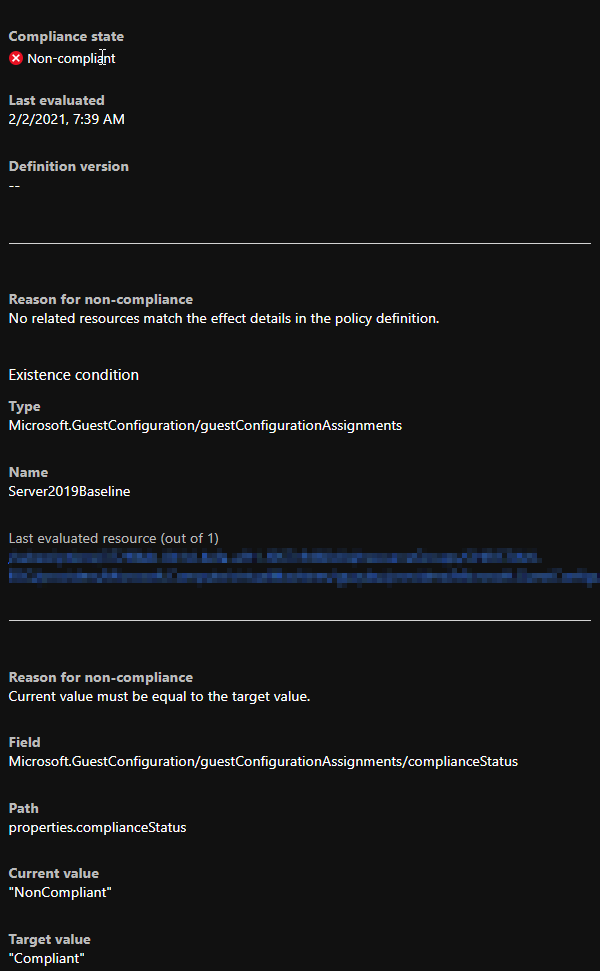 Compliance state
Non-compliant
Last evaluated
2/2/2021, 7:39 AM
Definition version
--
Reason for non-compliance
No related resources match the effect details in the policy definition.
Existence condition
Type
Microsoft.GuestConfiguration/guestConfigurationAssignments
Name
Server2019Baseline
Last evaluated resource (out of 1)
Reason for non-compliance
Current value must be equal to the target value.
Field
Microsoft.GuestConfiguration/guestConfigurationAssignments/complianceStatus
Path
properties.complianceStatus
Current value
"NonCompliant"
Target value
"Compliant"